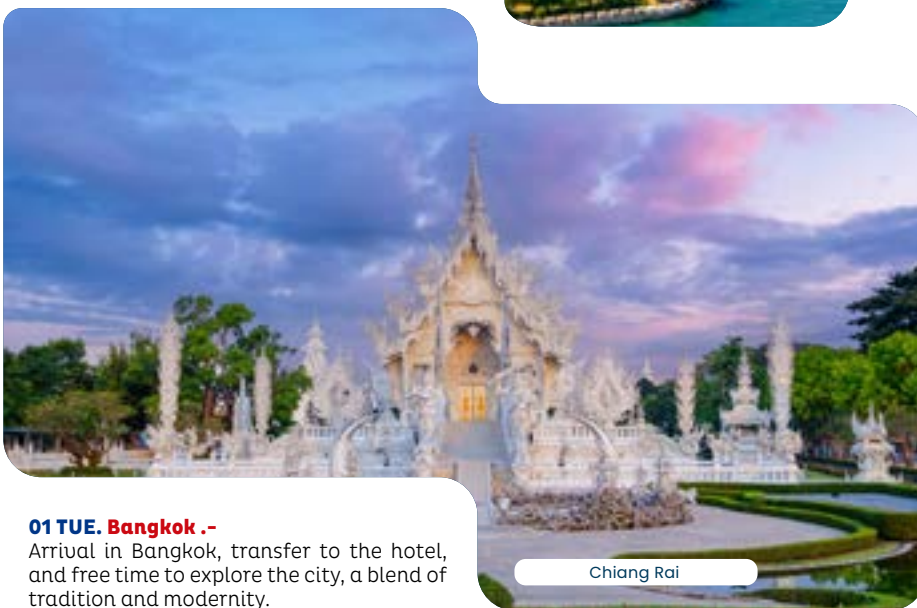 01 TUE. Bangkok .-
Arrival in Bangkok, transfer to the hotel,
and free time to explore the city, a blend of
tradition and modernity.
Chiang Rai